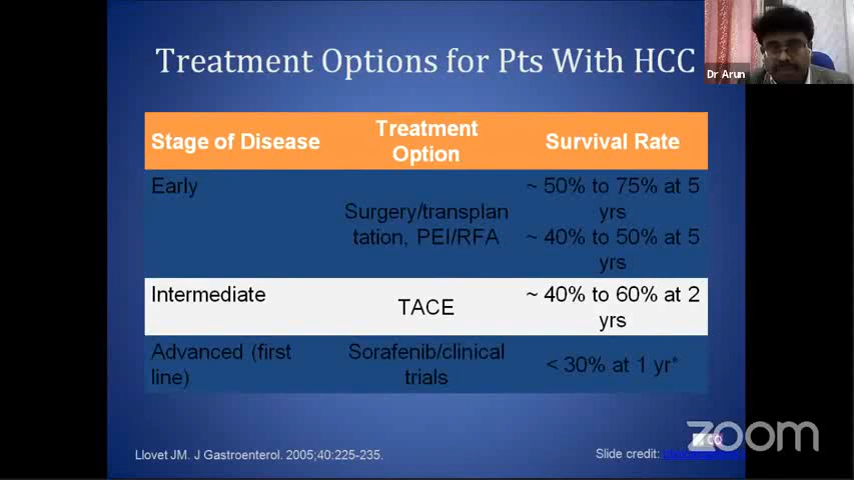 Treatment Options for Pts With HCC
Dr Arun
Stage of Disease
Treatment
Option
Survival Rate
Early
Surgery/transplan
tation, PEI/RFA
~ 50% to 75% at 5
yrs
~ 40% to 50% at 5
yrs
Intermediate
TACE
~ 40% to 60% at 2
yrs
Advanced (first
line)
Sorafenib/clinical
trials
< 30% at 1 yr*
Llovet JM. J Gastroenterol. 2005;40:225-235.
Slide credit:
zoom